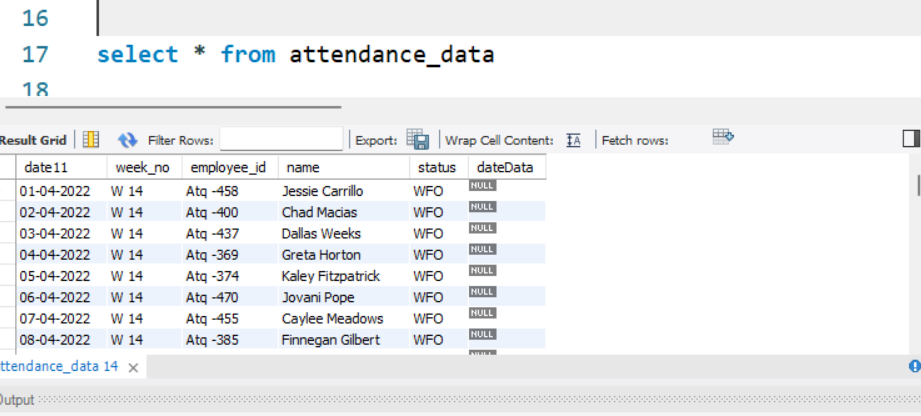 16
17 select * from attendance_data
18
Result Grid Filter Rows: Export: Wrap Cell Content: Fetch rows:
date11 week_no employee_id name status dateData
01-04-2022 W 14 Atq -458 Jessie Carrillo WFO NULL
02-04-2022 W 14 Atq -400 Chad Macias WFO NULL
03-04-2022 W 14 Atq -437 Dallas Weeks WFO NULL
04-04-2022 W 14 Atq -369 Greta Horton WFO NULL
05-04-2022 W 14 Atq -374 Kaley Fitzpatrick WFO NULL
06-04-2022 W 14 Atq -470 Jovani Pope WFO NULL
07-04-2022 W 14 Atq -455 Caylee Meadows WFO NULL
08-04-2022 W 14 Atq -385 Finnegan Gilbert WFO NULL
NULL
ttendance_data 14
Output